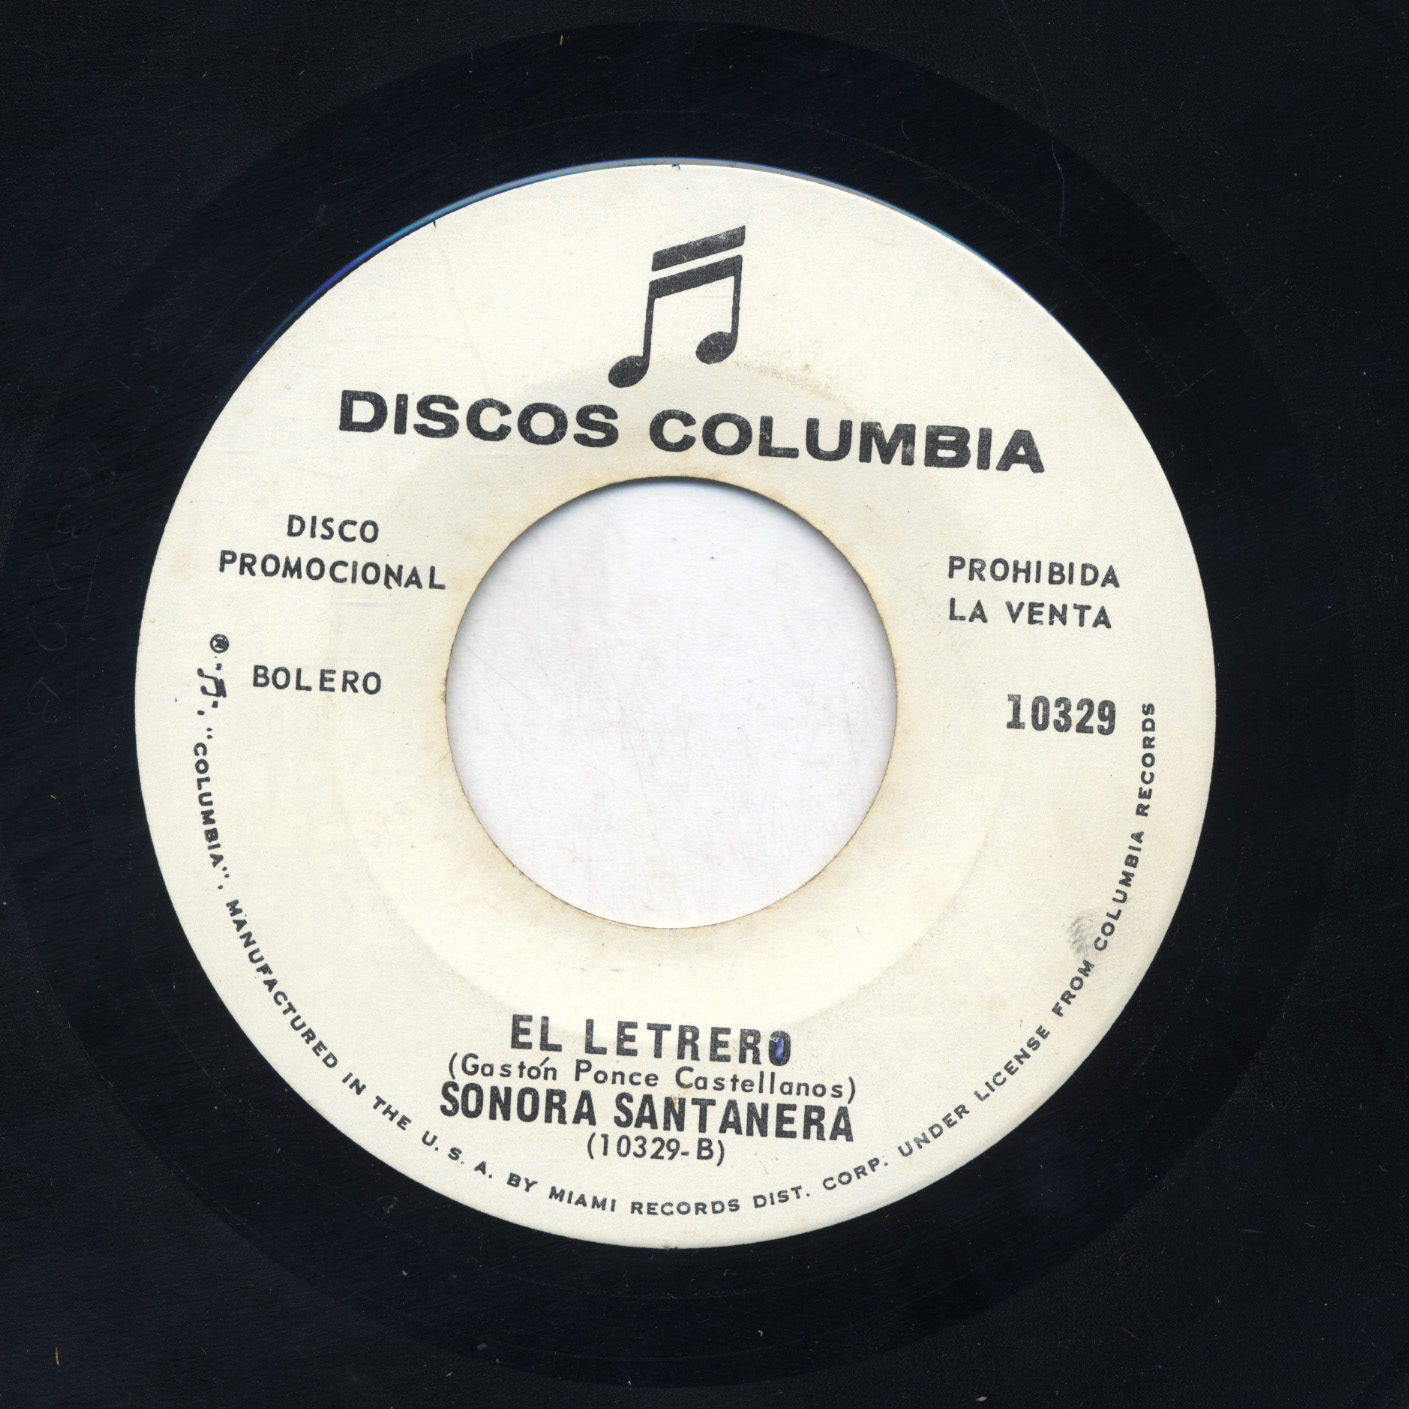 DISCOS COLUMBIA
DISCO
PROMOCIONAL
PROHIBIDA
LA VENTA
BOLERO
10329
EL LETRERO
(Gastón Ponce Castellanos)
SONORA SANTANERA
(10329-B)
®"♫", "COLUMBIA", MANUFACTURED IN THE U. S. A. BY MIAMI RECORDS DIST. CORP. UNDER LICENSE FROM COLUMBIA RECORDS